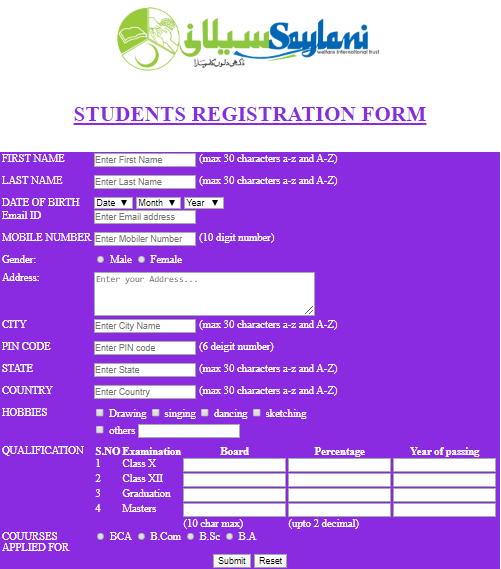 سیلانی Saylani
welfare international trust
STUDENTS REGISTRATION FORM
FIRST NAME Enter First Name (max 30 characters a-z and A-Z)
LAST NAME Enter Last Name (max 30 characters a-z and A-Z)
DATE OF BIRTH Date ▼ Month ▼ Year ▼
Email ID Enter Email address
MOBILE NUMBER Enter Mobiler Number (10 digit number)
Gender: Male Female
Address: Enter your Address...
CITY Enter City Name (max 30 characters a-z and A-Z)
PIN CODE Enter PIN code (6 deigit number)
STATE Enter State (max 30 characters a-z and A-Z)
COUNTRY Enter Country (max 30 characters a-z and A-Z)
HOBBIES Drawing singing dancing sketching
others
QUALIFICATION S.NO Examination Board Percentage Year of passing
1 Class X
2 Class XII
3 Graduation
4 Masters
(10 char max) (upto 2 decimal)
COUURSES APPLIED FOR BCA B.Com B.Sc B.A
Submit Reset